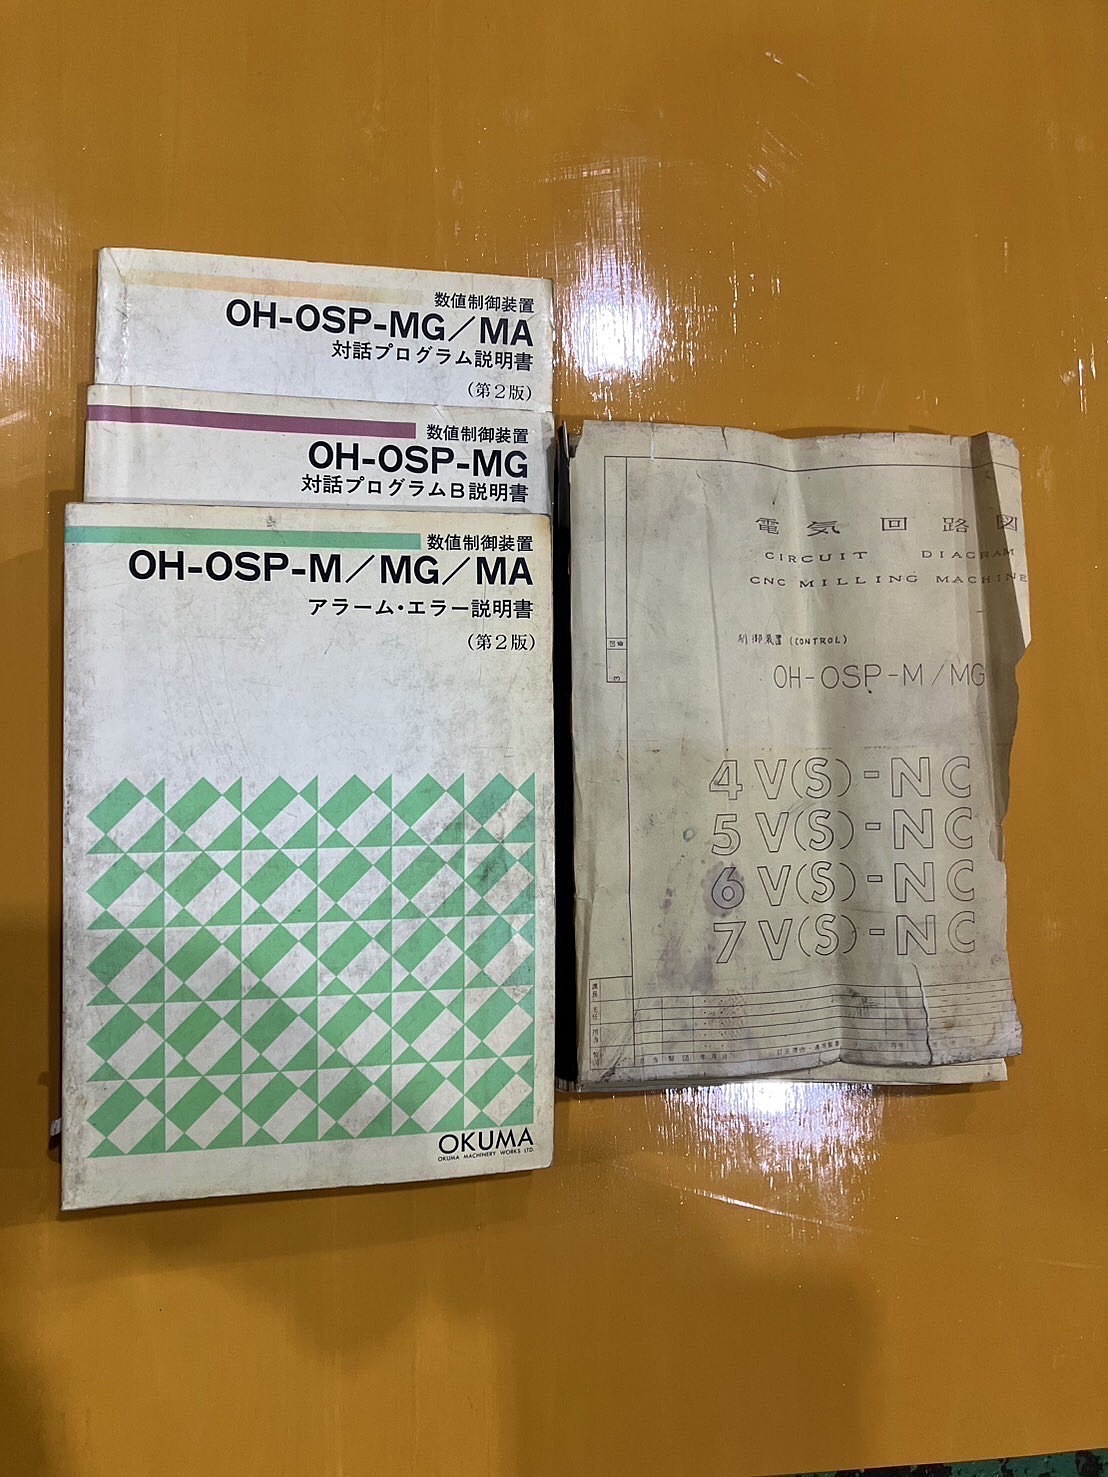 数値制御装置
OH-OSP-MG／MA
対話プログラム説明書
(第2版)
数値制御装置
OH-OSP-MG
対話プログラムB説明書
数値制御装置
OH-OSP-M／MG／MA
アラーム・エラー説明書
(第2版)
OKUMA
OKUMA MACHINERY WORKS LTD.
電気回路図
CIRCUIT DIAGRAM
CNC MILLING MACHINE
制御装置(CONTROL)
OH-OSP-M/MG
4V(S)-NC
5V(S)-NC
6V(S)-NC
7V(S)-NC